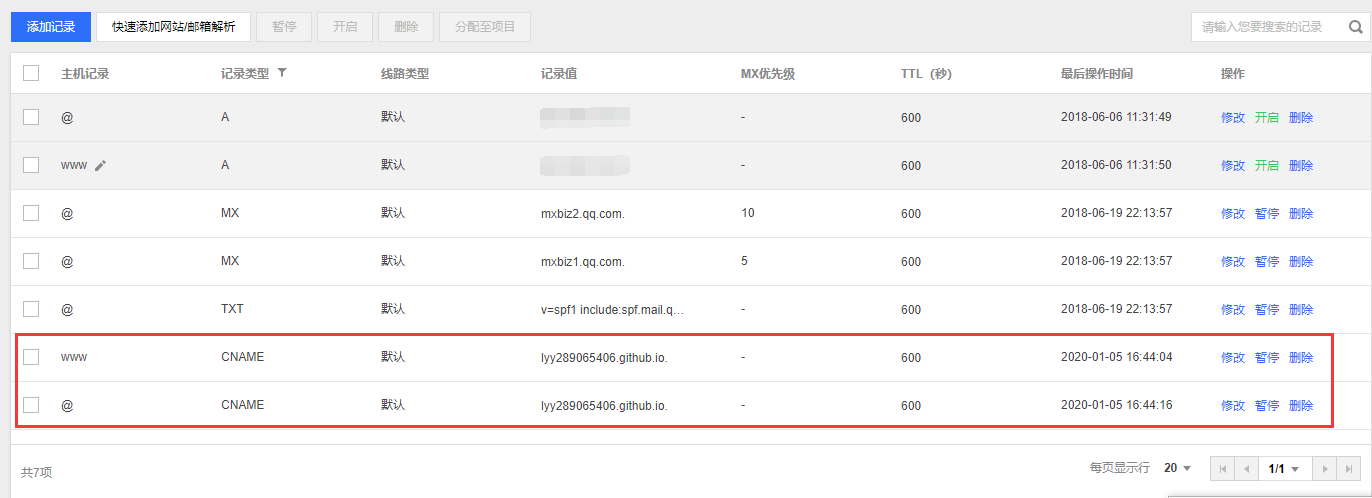 添加记录 快速添加网站/邮箱解析 暂停 开启 删除 分配至项目 请输入您要搜索的记录
主机记录 记录类型 线路类型 记录值 MX优先级 TTL（秒） 最后操作时间 操作
@ A 默认 - 600 2018-06-06 11:31:49 修改 开启 删除
www A 默认 - 600 2018-06-06 11:31:50 修改 开启 删除
@ MX 默认 mxbiz2.qq.com. 10 600 2018-06-19 22:13:57 修改 暂停 删除
@ MX 默认 mxbiz1.qq.com. 5 600 2018-06-19 22:13:57 修改 暂停 删除
@ TXT 默认 v=spf1 include:spf.mail.q… - 600 2018-06-19 22:13:57 修改 暂停 删除
www CNAME 默认 lyy289065406.github.io. - 600 2020-01-05 16:44:04 修改 暂停 删除
@ CNAME 默认 lyy289065406.github.io. - 600 2020-01-05 16:44:16 修改 暂停 删除
共7项 每页显示行 20 1/1